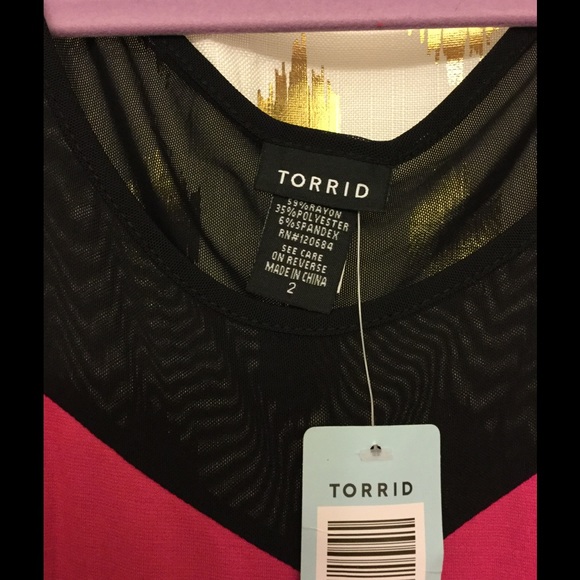 TORRID
59%RAYON
35%POLYESTER
6%SPANDEX
RN#120684
SEE CARE
ON REVERSE
MADE IN CHINA
2
TORRID